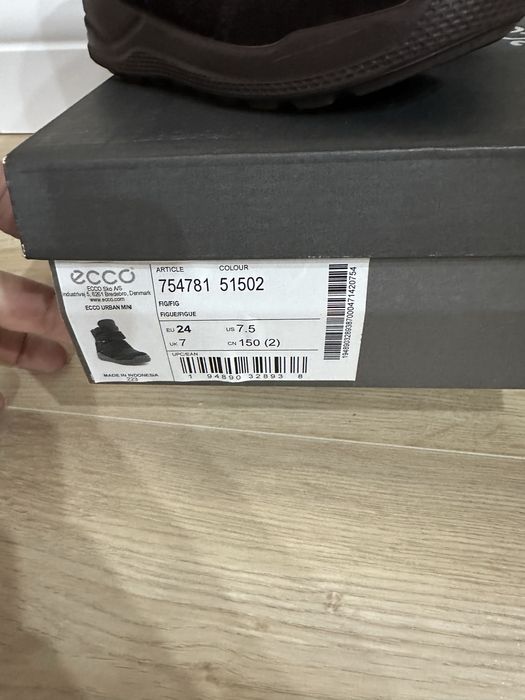 ecco
ECCO Sko A/S
Industrivej 5, 6261 Bredebro, Denmark
www.ecco.com
ECCO URBAN MINI
MADE IN INDONESIA
223
ARTICLE COLOUR
754781 51502
FIG/FIG
FIGUE/FIGUE
EU 24 US 7.5
UK 7 CN 150 (2)
UPC/EAN
1 94890 32893 8